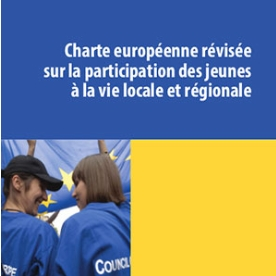 Charte européenne révisée
sur la participation des jeunes
à la vie locale et régionale
COUNCIL